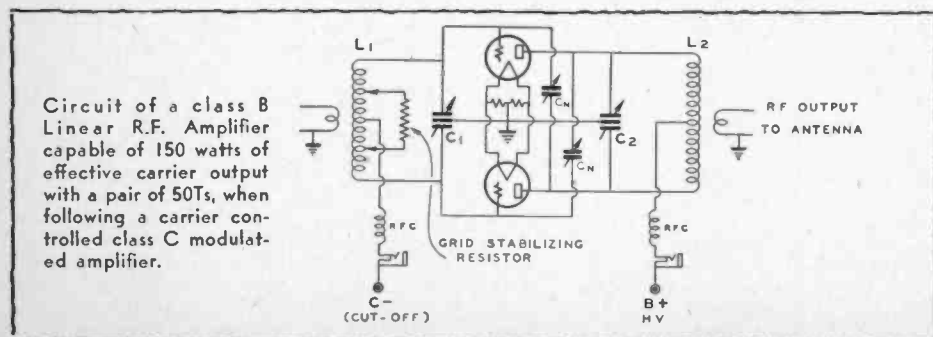 Circuit of a class B
Linear R.F. Amplifier
capable of 150 watts of
effective carrier output
with a pair of 50Ts, when
following a carrier con-
trolled class C modulat-
ed amplifier.
L1
C1
CN
CN
C2
L2
RF OUTPUT
TO ANTENNA
RFC
GRID STABILIZING
RESISTOR
RFC
C-
(CUT-OFF)
B+
HV